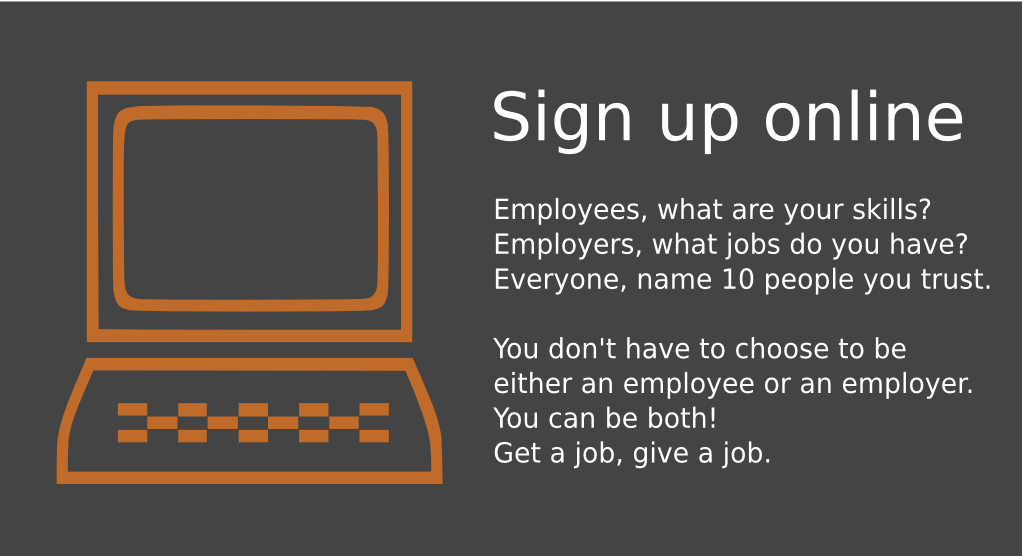 Sign up online
Employees, what are your skills?
Employers, what jobs do you have?
Everyone, name 10 people you trust.
You don't have to choose to be
either an employee or an employer.
You can be both!
Get a job, give a job.